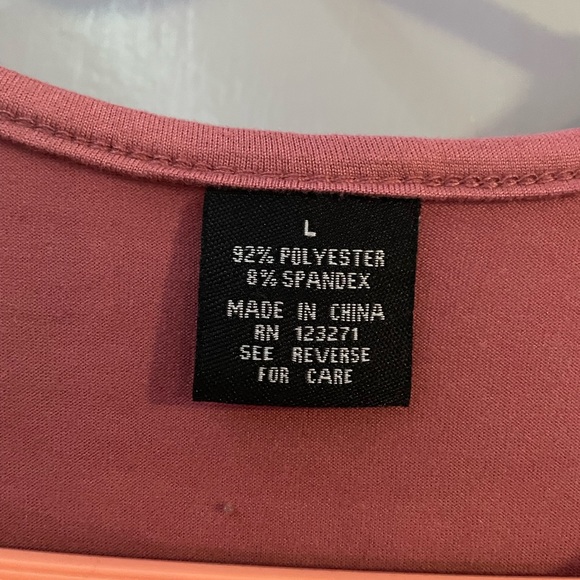 L
92% POLYESTER
8% SPANDEX
MADE IN CHINA
RN 123271
SEE REVERSE
FOR CARE